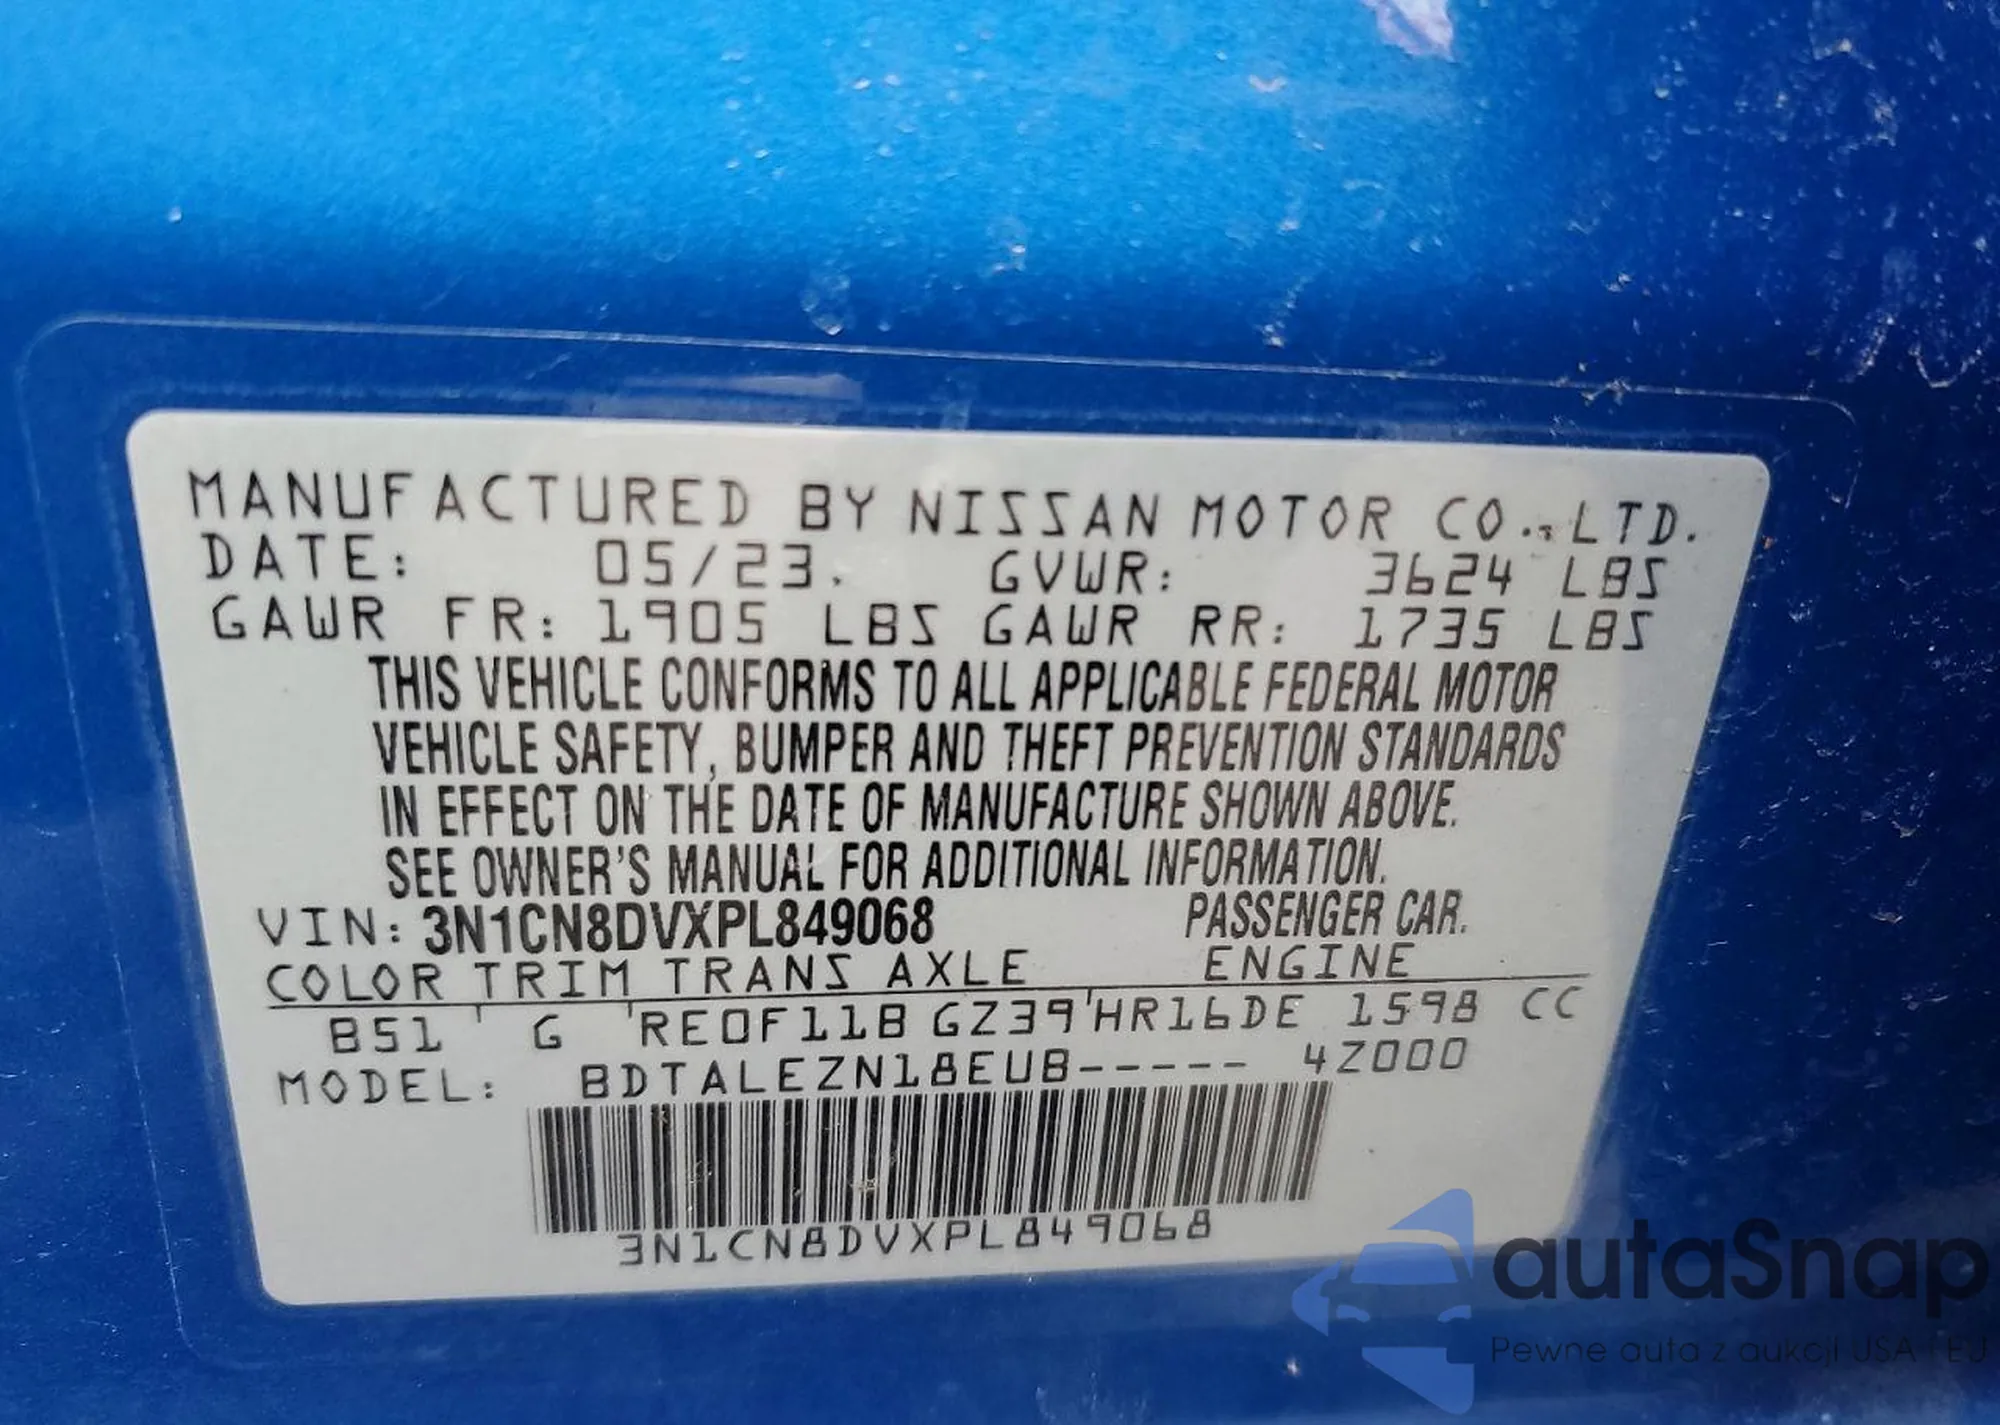 MANUFACTURED BY NISSAN MOTOR CO., LTD.
DATE: 05/23. GVWR: 3624 LBS
GAWR FR: 1905 LBS GAWR RR: 1735 LBS
THIS VEHICLE CONFORMS TO ALL APPLICABLE FEDERAL MOTOR
VEHICLE SAFETY, BUMPER AND THEFT PREVENTION STANDARDS
IN EFFECT ON THE DATE OF MANUFACTURE SHOWN ABOVE.
SEE OWNER'S MANUAL FOR ADDITIONAL INFORMATION.
VIN: 3N1CN8DVXPL849068 PASSENGER CAR.
COLOR TRIM TRANS AXLE ENGINE
B51 G RE0F11B GZ39 HR16DE 1598 CC
MODEL: BDTALEZN18EUB----- 4Z000
3N1CN8DVXPL849068
autaSnap
Pewne auta z aukcji USA i EU